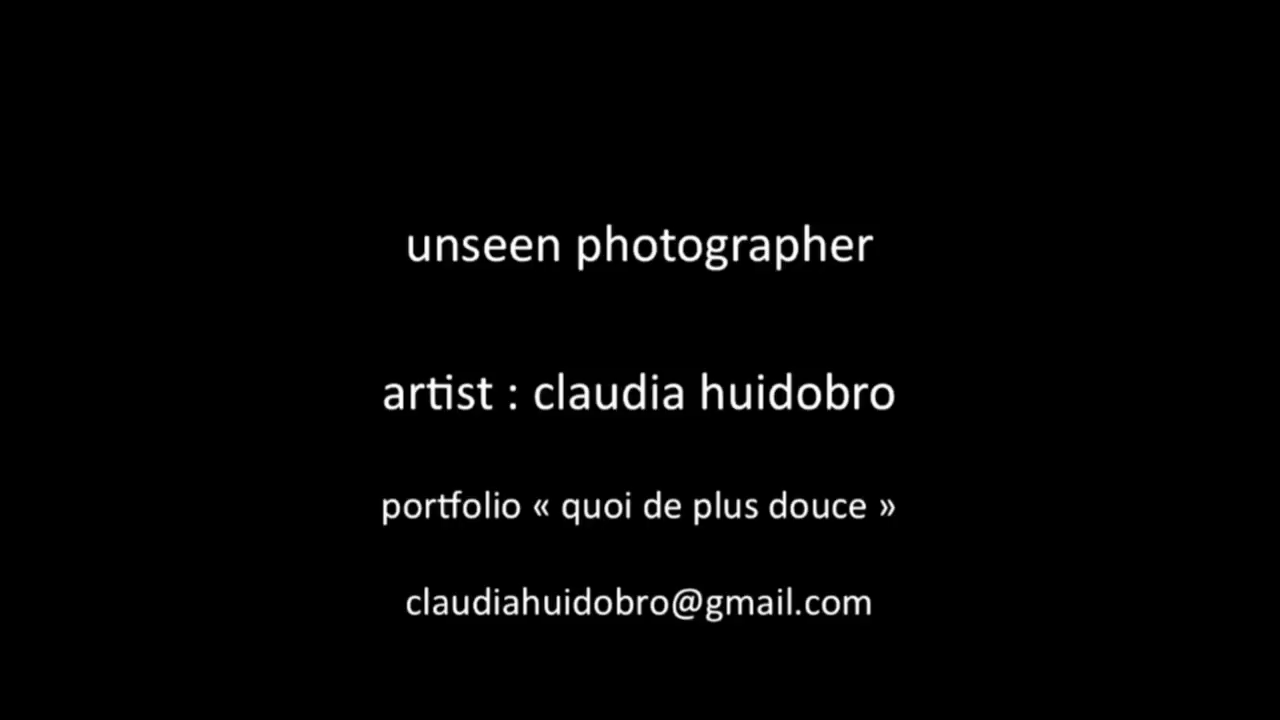 unseen photographer
artist : claudia huidobro
portfolio « quoi de plus douce »
claudiahuidobro@gmail.com